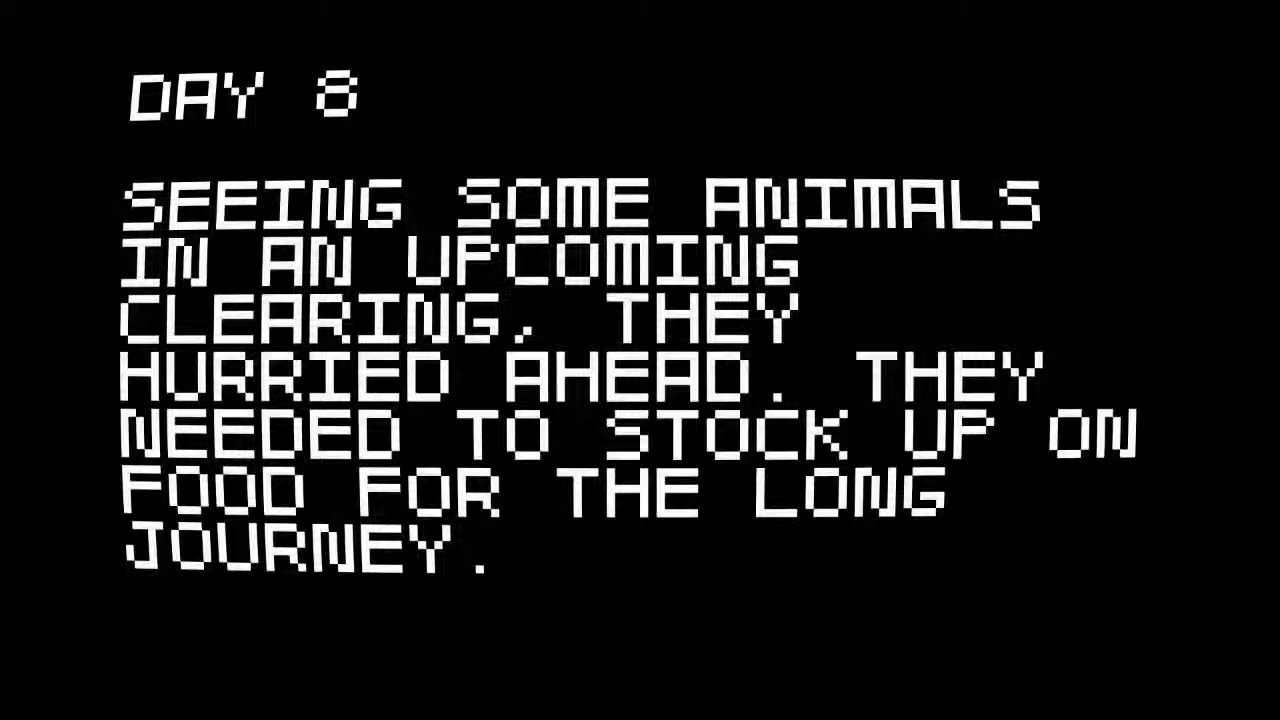 DAY 8
SEEING SOME ANIMALS
IN AN UPCOMING
CLEARING, THEY
HURRIED AHEAD. THEY
NEEDED TO STOCK UP ON
FOOD FOR THE LONG
JOURNEY.